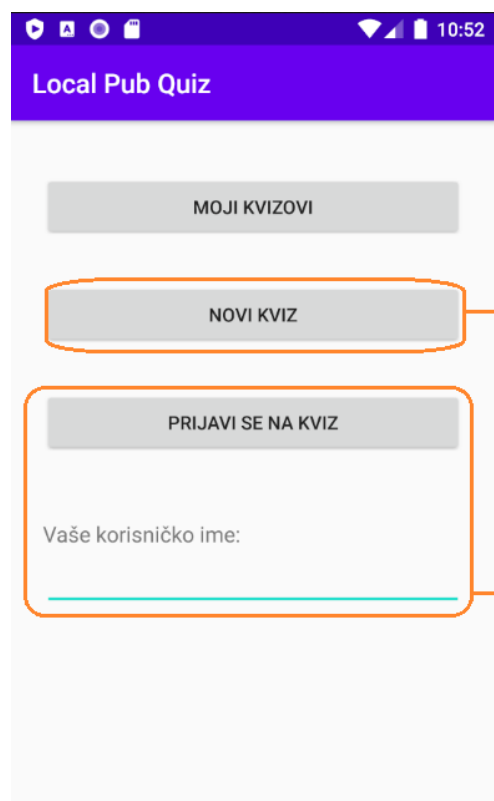 10:52
Local Pub Quiz
MOJI KVIZOVI
NOVI KVIZ
PRIJAVI SE NA KVIZ
Vaše korisničko ime: